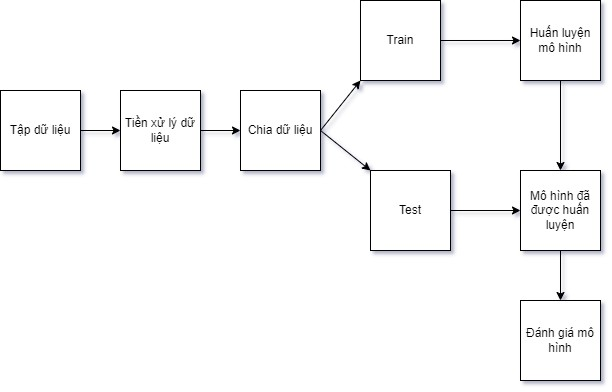 Train
Huấn luyện
mô hình
Tập dữ liệu
Tiền xử lý dữ
liệu
Chia dữ liệu
Test
Mô hình đã
được huấn
luyện
Đánh giá mô
hình